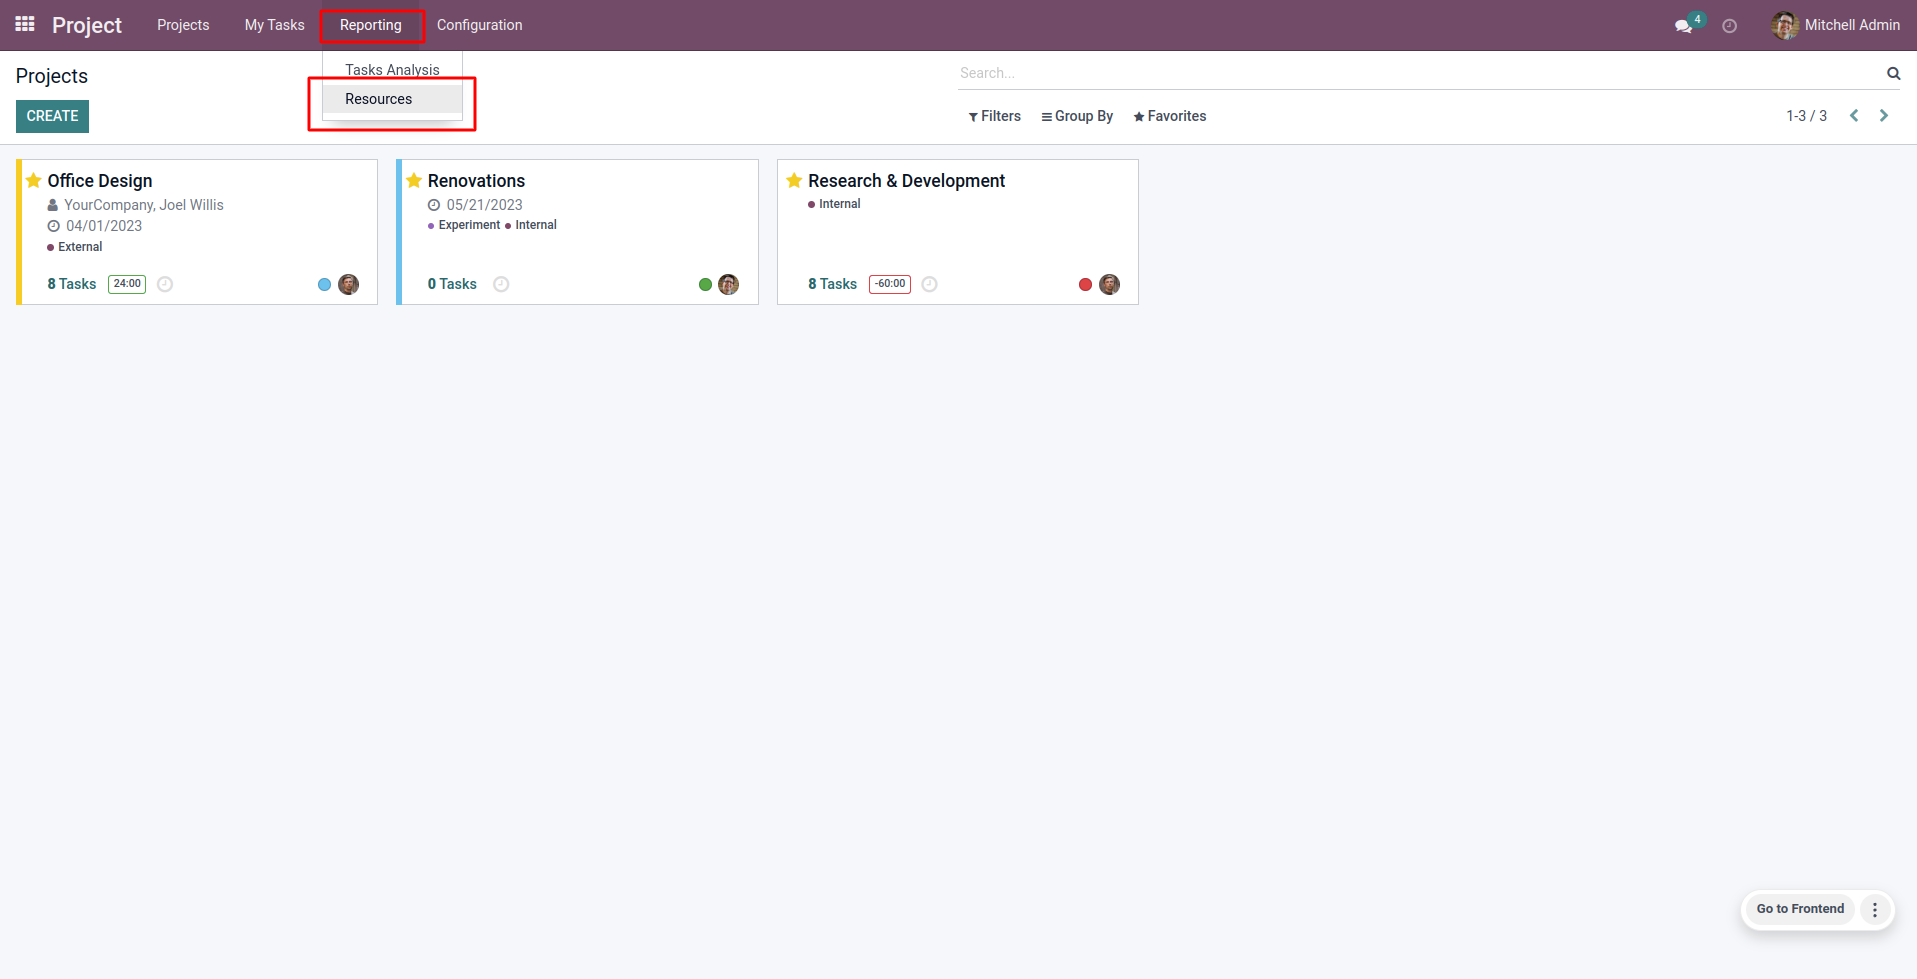 Project Projects My Tasks Reporting Configuration 4 Mitchell Admin
Projects
Tasks Analysis
Resources
Search...
CREATE
Filters Group By Favorites 1-3 / 3
Office Design
YourCompany, Joel Willis
04/01/2023
External
8 Tasks 24:00
Renovations
05/21/2023
Experiment Internal
0 Tasks
Research & Development
Internal
8 Tasks -60:00
Go to Frontend